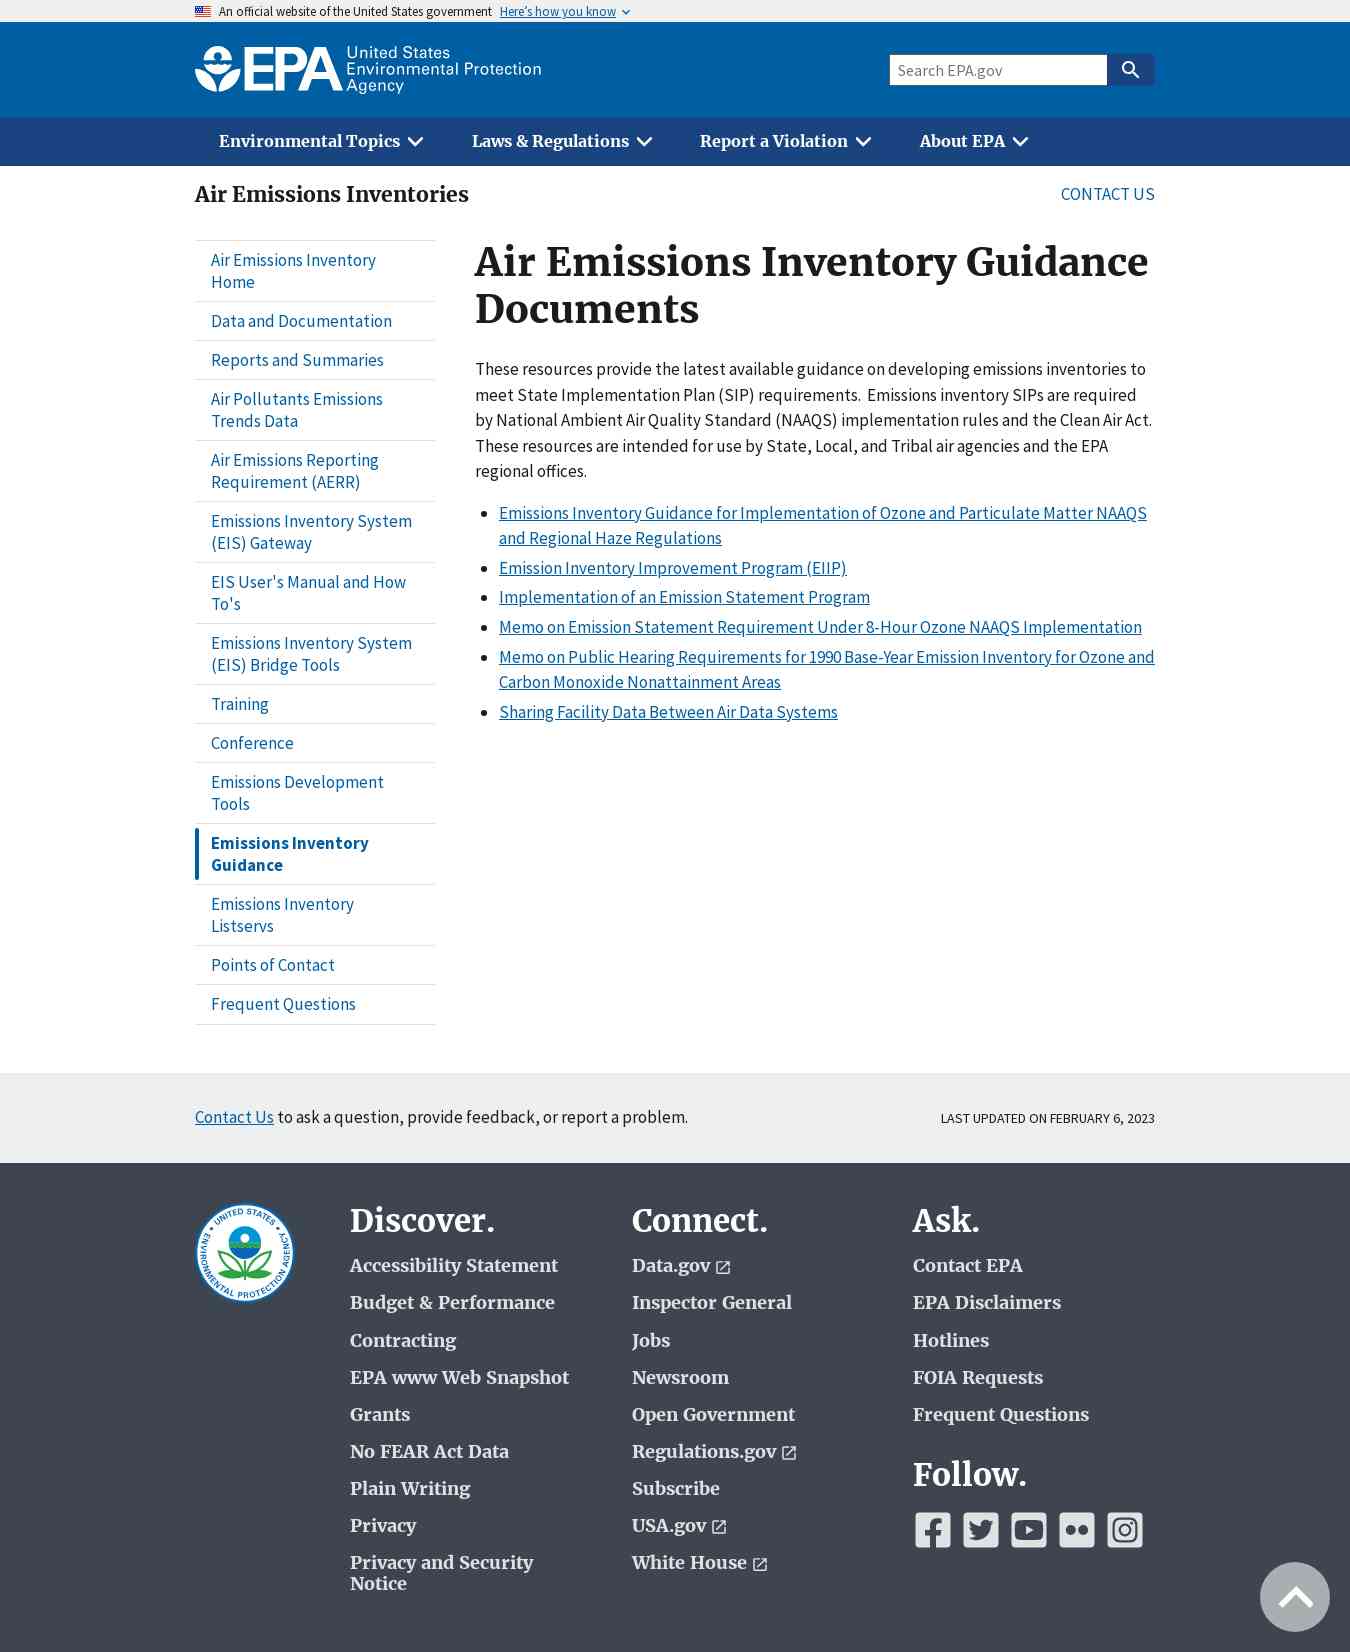 An official website of the United States government Here's how you know
EPA United States
Environmental Protection
Agency
Search EPA.gov
Environmental Topics Laws & Regulations Report a Violation About EPA
Air Emissions Inventories CONTACT US
Air Emissions Inventory
Home
Data and Documentation
Reports and Summaries
Air Pollutants Emissions
Trends Data
Air Emissions Reporting
Requirement (AERR)
Emissions Inventory System
(EIS) Gateway
EIS User's Manual and How
To's
Emissions Inventory System
(EIS) Bridge Tools
Training
Conference
Emissions Development
Tools
Emissions Inventory
Guidance
Emissions Inventory
Listservs
Points of Contact
Frequent Questions
Air Emissions Inventory Guidance
Documents
These resources provide the latest available guidance on developing emissions inventories to
meet State Implementation Plan (SIP) requirements.  Emissions inventory SIPs are required
by National Ambient Air Quality Standard (NAAQS) implementation rules and the Clean Air Act.
These resources are intended for use by State, Local, and Tribal air agencies and the EPA
regional offices.
Emissions Inventory Guidance for Implementation of Ozone and Particulate Matter NAAQS
and Regional Haze Regulations
Emission Inventory Improvement Program (EIIP)
Implementation of an Emission Statement Program
Memo on Emission Statement Requirement Under 8-Hour Ozone NAAQS Implementation
Memo on Public Hearing Requirements for 1990 Base-Year Emission Inventory for Ozone and
Carbon Monoxide Nonattainment Areas
Sharing Facility Data Between Air Data Systems
Contact Us to ask a question, provide feedback, or report a problem. LAST UPDATED ON FEBRUARY 6, 2023
UNITED STATES
ENVIRONMENTAL PROTECTION AGENCY
Discover.
Accessibility Statement
Budget & Performance
Contracting
EPA www Web Snapshot
Grants
No FEAR Act Data
Plain Writing
Privacy
Privacy and Security
Notice
Connect.
Data.gov
Inspector General
Jobs
Newsroom
Open Government
Regulations.gov
Subscribe
USA.gov
White House
Ask.
Contact EPA
EPA Disclaimers
Hotlines
FOIA Requests
Frequent Questions
Follow.